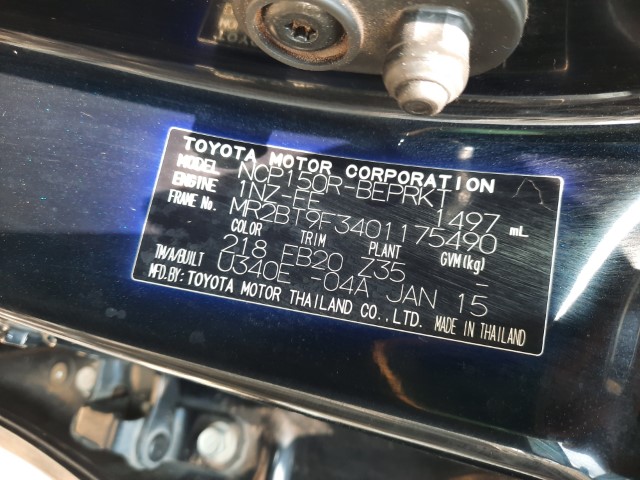 TOYOTA MOTOR CORPORATION
MODEL NCP150R-BEPRKT
ENGINE 1NZ-FE 1497 mL
FRAME No. MR2BT9F3401175490
COLOR TRIM PLANT GVM(kg)
218 FB20 Z35 -
TM/A/BUILT U340E -04A JAN 15
MFD.BY: TOYOTA MOTOR THAILAND CO.,LTD. MADE IN THAILAND